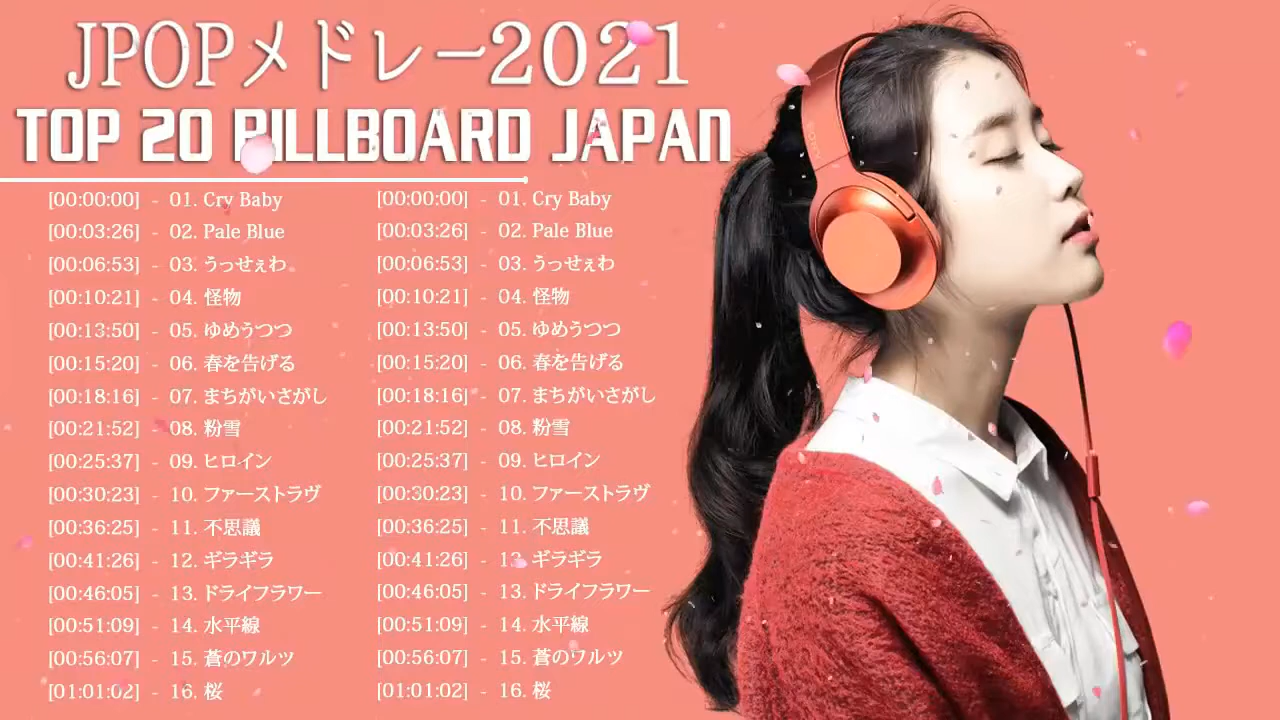 JPOPメドレー2021
TOP 20 BILLBOARD JAPAN
[00:00:00] - 01. Cry Baby [00:00:00] - 01. Cry Baby
[00:03:26] - 02. Pale Blue [00:03:26] - 02. Pale Blue
[00:06:53] - 03. うっせぇわ [00:06:53] - 03. うっせぇわ
[00:10:21] - 04. 怪物 [00:10:21] - 04. 怪物
[00:13:50] - 05. ゆめうつつ [00:13:50] - 05. ゆめうつつ
[00:15:20] - 06. 春を告げる [00:15:20] - 06. 春を告げる
[00:18:16] - 07. まちがいさがし [00:18:16] - 07. まちがいさがし
[00:21:52] - 08. 粉雪 [00:21:52] - 08. 粉雪
[00:25:37] - 09. ヒロイン [00:25:37] - 09. ヒロイン
[00:30:23] - 10. ファーストラヴ [00:30:23] - 10. ファーストラヴ
[00:36:25] - 11. 不思議 [00:36:25] - 11. 不思議
[00:41:26] - 12. ギラギラ [00:41:26] - 12. ギラギラ
[00:46:05] - 13. ドライフラワー [00:46:05] - 13. ドライフラワー
[00:51:09] - 14. 水平線 [00:51:09] - 14. 水平線
[00:56:07] - 15. 蒼のワルツ [00:56:07] - 15. 蒼のワルツ
[01:01:02] - 16. 桜 [01:01:02] - 16. 桜
SONY